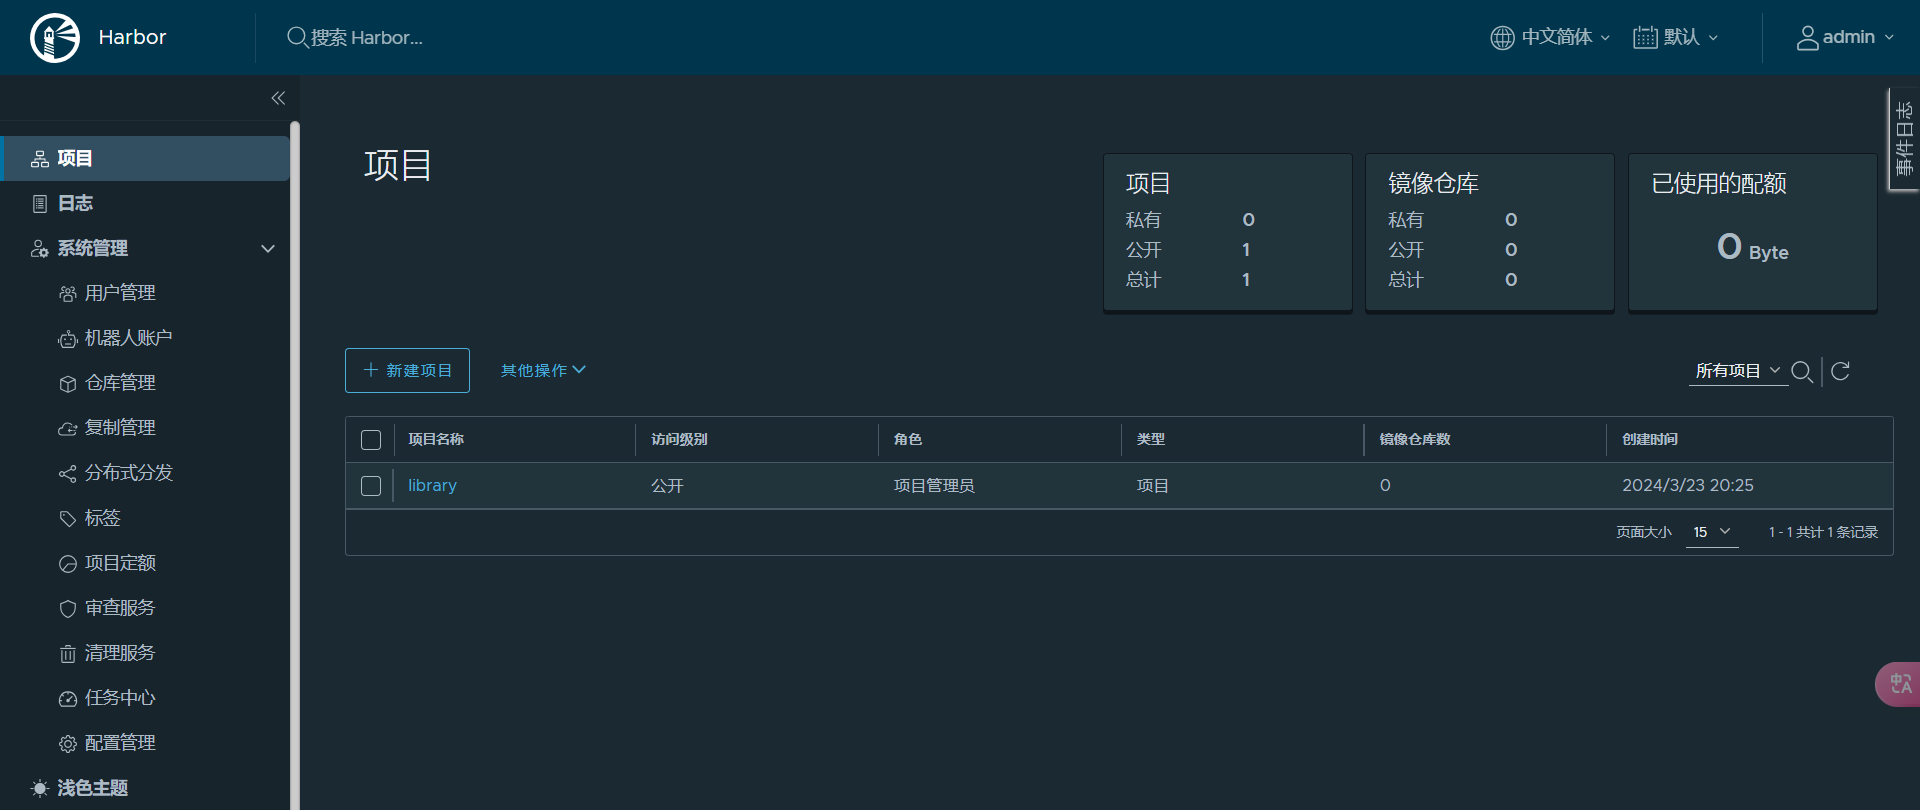 Harbor
搜索 Harbor...
中文简体
默认
admin
事件日志
项目
日志
系统管理
用户管理
机器人账户
仓库管理
复制管理
分布式分发
标签
项目定额
审查服务
清理服务
任务中心
配置管理
浅色主题
项目
项目
私有 0
公开 1
总计 1
镜像仓库
私有 0
公开 0
总计 0
已使用的配额
0 Byte
+ 新建项目
其他操作
所有项目
项目名称 访问级别 角色 类型 镜像仓库数 创建时间
library 公开 项目管理员 项目 0 2024/3/23 20:25
页面大小 15 1 - 1 共计 1 条记录
中A